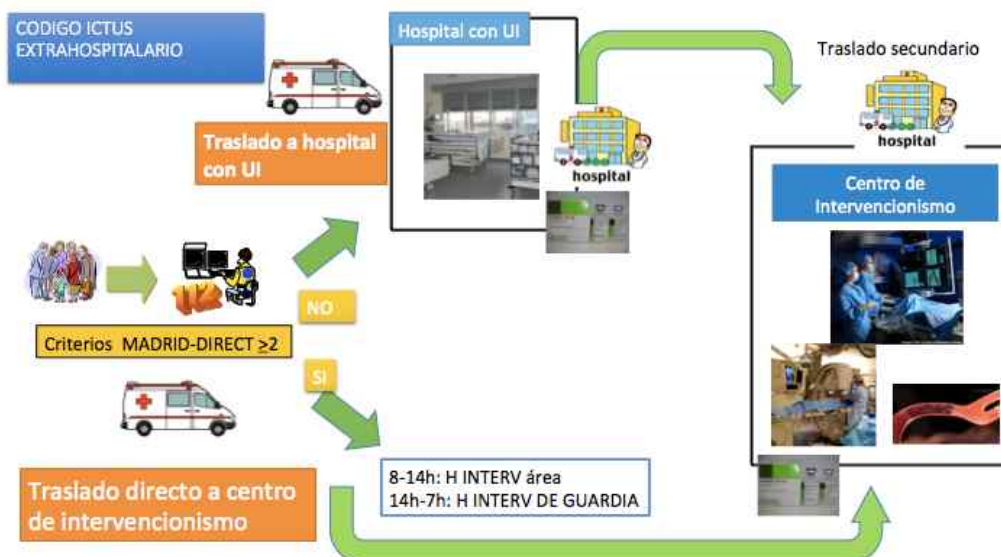 CODIGO ICTUS
EXTRAHOSPITALARIO
Hospital con UI
Traslado secundario
Traslado a hospital
con UI
hospital
hospital
Centro de
Intervencionismo
112
NO
Criterios MADRID-DIRECT ≥2
SI
8-14h: H INTERV área
14h-7h: H INTERV DE GUARDIA
Traslado directo a centro
de intervencionismo